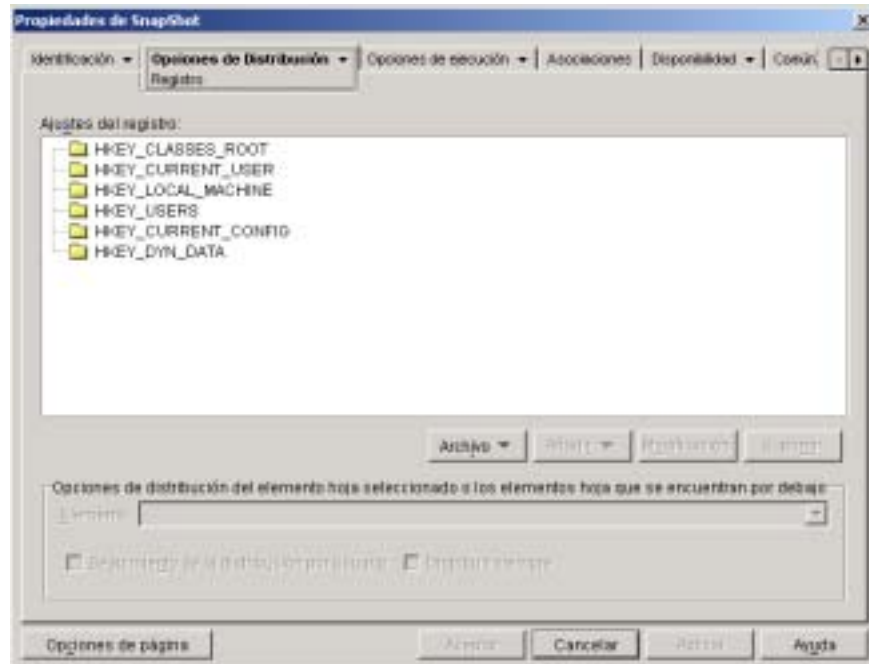 Propiedades de SnapShot
Identificación
Opciones de Distribución
Opciones de ejecución
Asociaciones
Disponibilidad
Común
Registro
Ajustes del registro:
HKEY_CLASSES_ROOT
HKEY_CURRENT_USER
HKEY_LOCAL_MACHINE
HKEY_USERS
HKEY_CURRENT_CONFIG
HKEY_DYN_DATA
Archivo
Opciones de distribución del elemento hoja seleccionado o los elementos hoja que se encuentran por debajo
Opciones de página
Cancelar
Ayuda